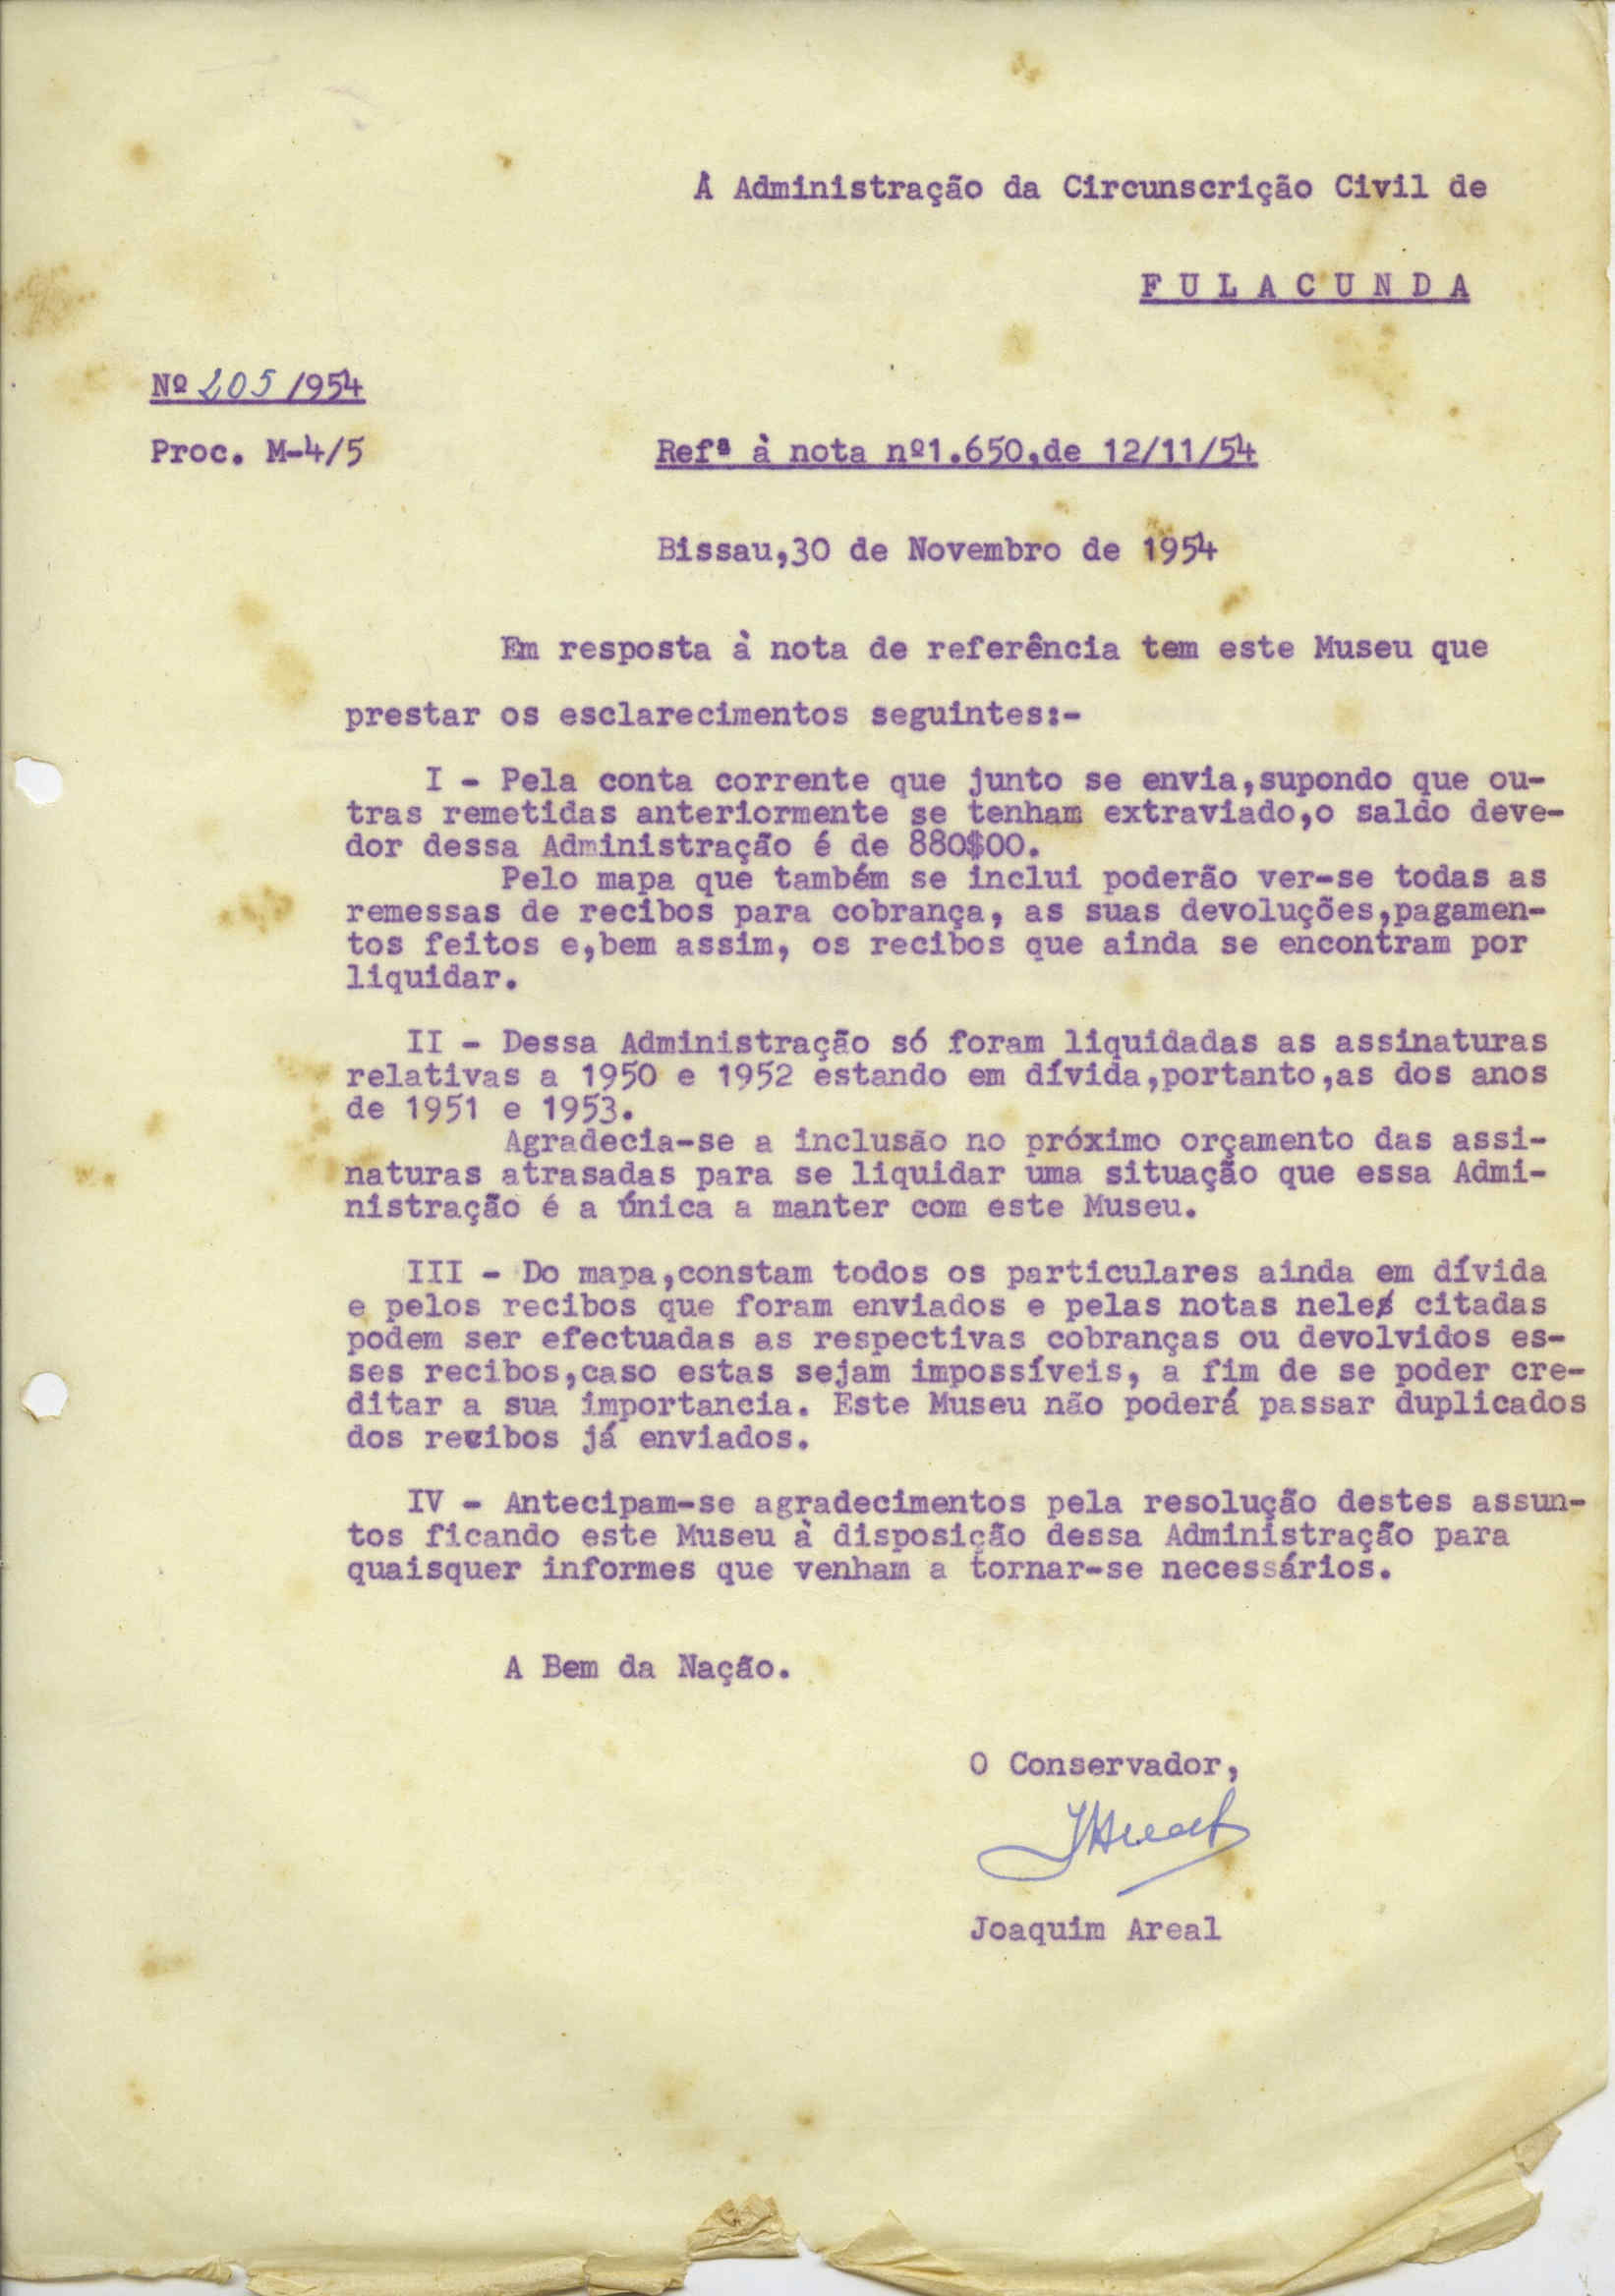 À Administração da Circunscrição Civil de
F U L A C U N D A
Nº 205 /954
Proc. M-4/5
Refª à nota nº1.650,de 12/11/54
Bissau,30 de Novembro de 1954
Em resposta à nota de referência tem este Museu que
prestar os esclarecimentos seguintes:-
I - Pela conta corrente que junto se envia,supondo que ou-
tras remetidas anteriormente se tenham extraviado,o saldo deve-
dor dessa Administração é de 880$00.
Pelo mapa que também se inclui poderão ver-se todas as
remessas de recibos para cobrança, as suas devoluções,pagamen-
tos feitos e,bem assim, os recibos que ainda se encontram por
liquidar.
II - Dessa Administração só foram liquidadas as assinaturas
relativas a 1950 e 1952 estando em dívida,portanto,as dos anos
de 1951 e 1953.
Agradecia-se a inclusão no próximo orçamento das assi-
naturas atrasadas para se liquidar uma situação que essa Admi-
nistração é a única a manter com este Museu.
III - Do mapa,constam todos os particulares ainda em dívida
e pelos recibos que foram enviados e pelas notas neles citadas
podem ser efectuadas as respectivas cobranças ou devolvidos es-
ses recibos,caso estas sejam impossíveis, a fim de se poder cre-
ditar a sua importancia. Este Museu não poderá passar duplicados
dos recibos já enviados.
IV - Antecipam-se agradecimentos pela resolução destes assun-
tos ficando este Museu à disposição dessa Administração para
quaisquer informes que venham a tornar-se necessários.
A Bem da Nação.
O Conservador,
JAreal
Joaquim Areal